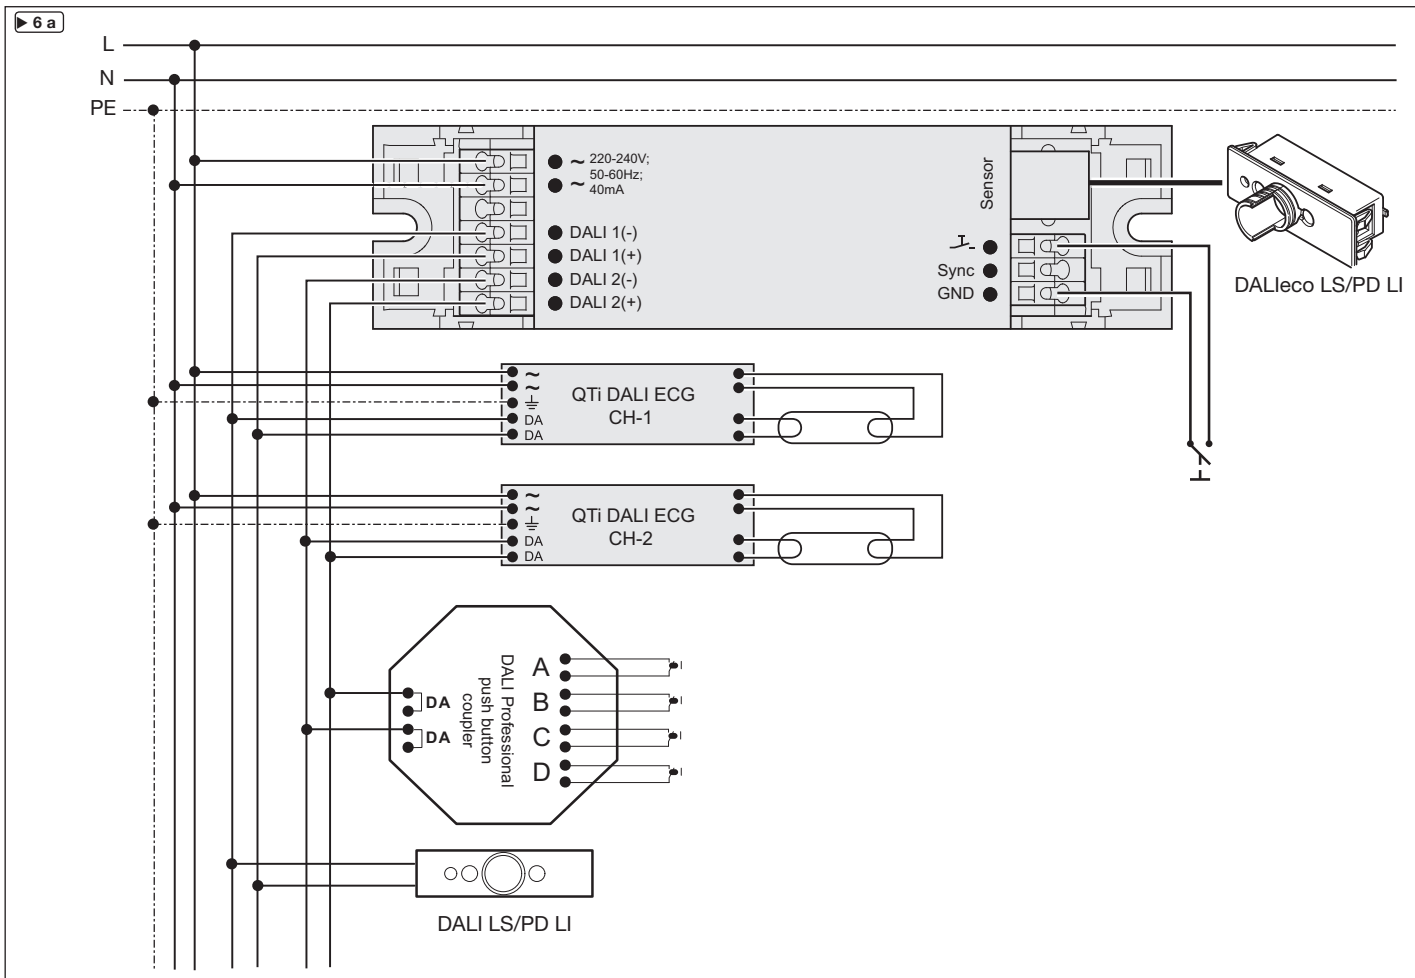 ▶ 6 a
L
N
PE
~ 220-240V;
50-60Hz;
~ 40mA
DALI 1(-)
DALI 1(+)
DALI 2(-)
DALI 2(+)
Sensor
Sync
GND
DALIeco LS/PD LI
~
~
DA
DA
QTi DALI ECG
CH-1
~
~
DA
DA
QTi DALI ECG
CH-2
DA
DA
DALI Professional
push button
coupler
A
B
C
D
DALI LS/PD LI